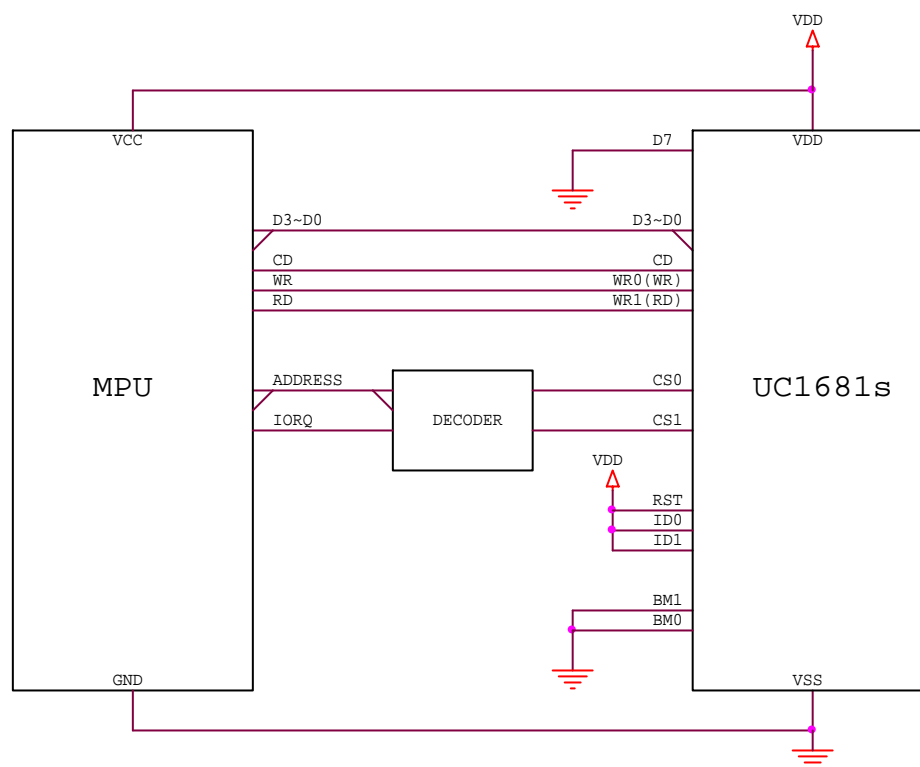 VDD
VCC
VDD
D7
D3~D0
D3~D0
CD
CD
WR
WR0(WR)
RD
WR1(RD)
MPU
ADDRESS
CS0
UC1681s
IORQ
DECODER
CS1
VDD
RST
ID0
ID1
BM1
BM0
GND
VSS